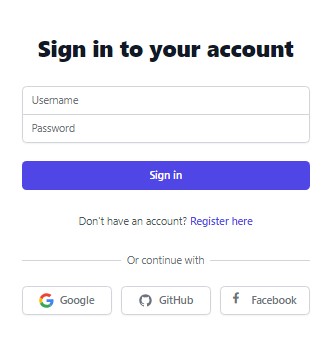 Sign in to your account
Username
Password
Sign in
Don't have an account? Register here
Or continue with
Google GitHub Facebook